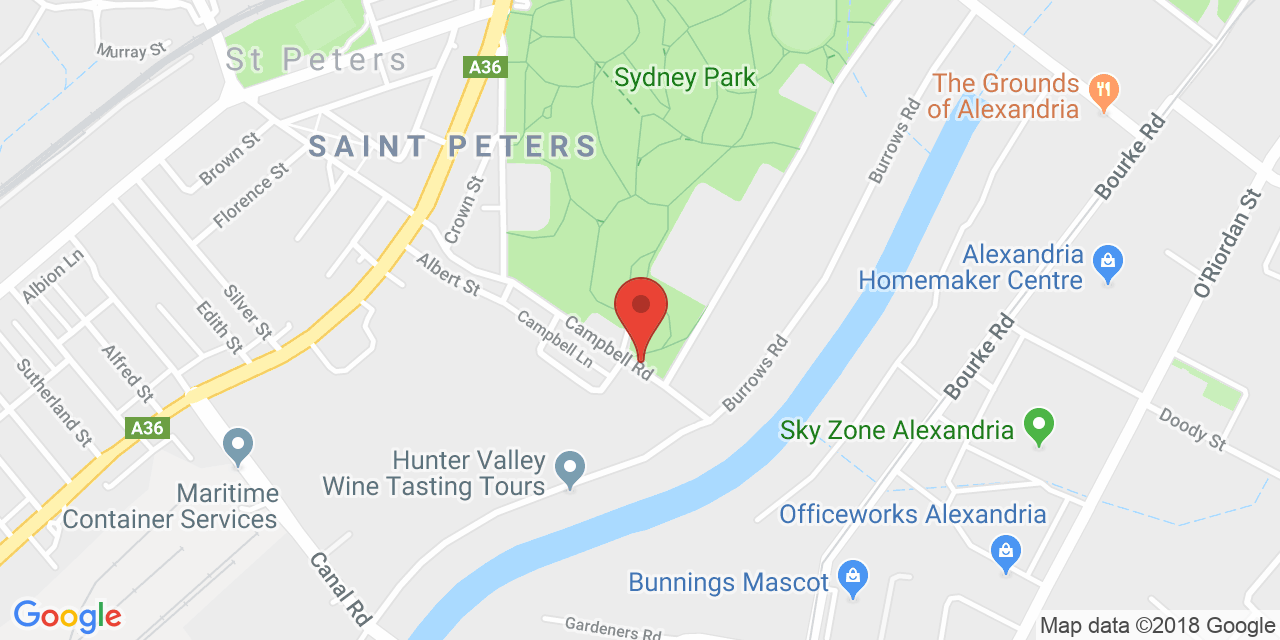 Murray St
St Peters
A36
Sydney Park
The Grounds
of Alexandria
Burrows Rd
Bourke Rd
SAINT PETERS
Brown St
Florence St
Crown St
O'Riordan St
Albion Ln
Albert St
Alexandria
Homemaker Centre
Silver St
Edith St
Campbell Rd
Campbell Ln
Alfred St
Sutherland St
Burrows Rd
Bourke Rd
A36
Sky Zone Alexandria
Doody St
Hunter Valley
Wine Tasting Tours
Maritime
Container Services
Officeworks Alexandria
Canal Rd
Bunnings Mascot
Gardeners Rd
Google
Map data ©2018 Google